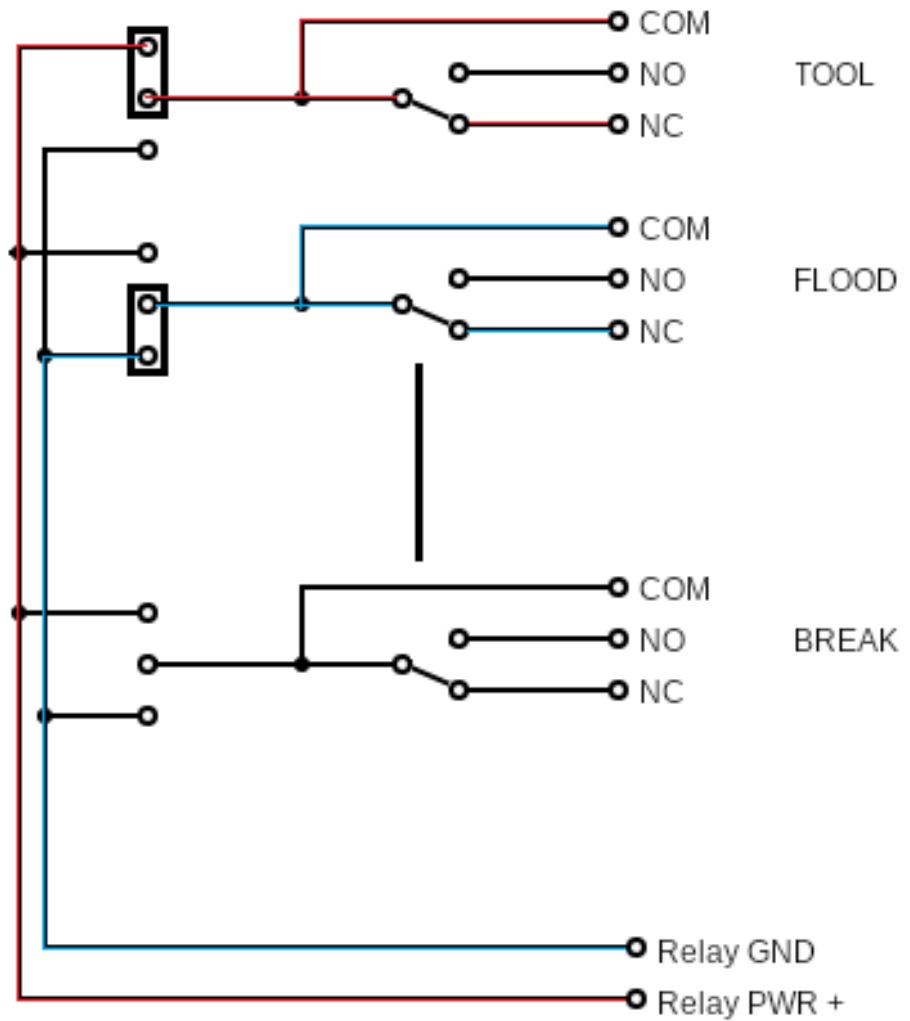 COM
NO TOOL
NC
COM
NO FLOOD
NC
COM
NO BREAK
NC
Relay GND
Relay PWR +